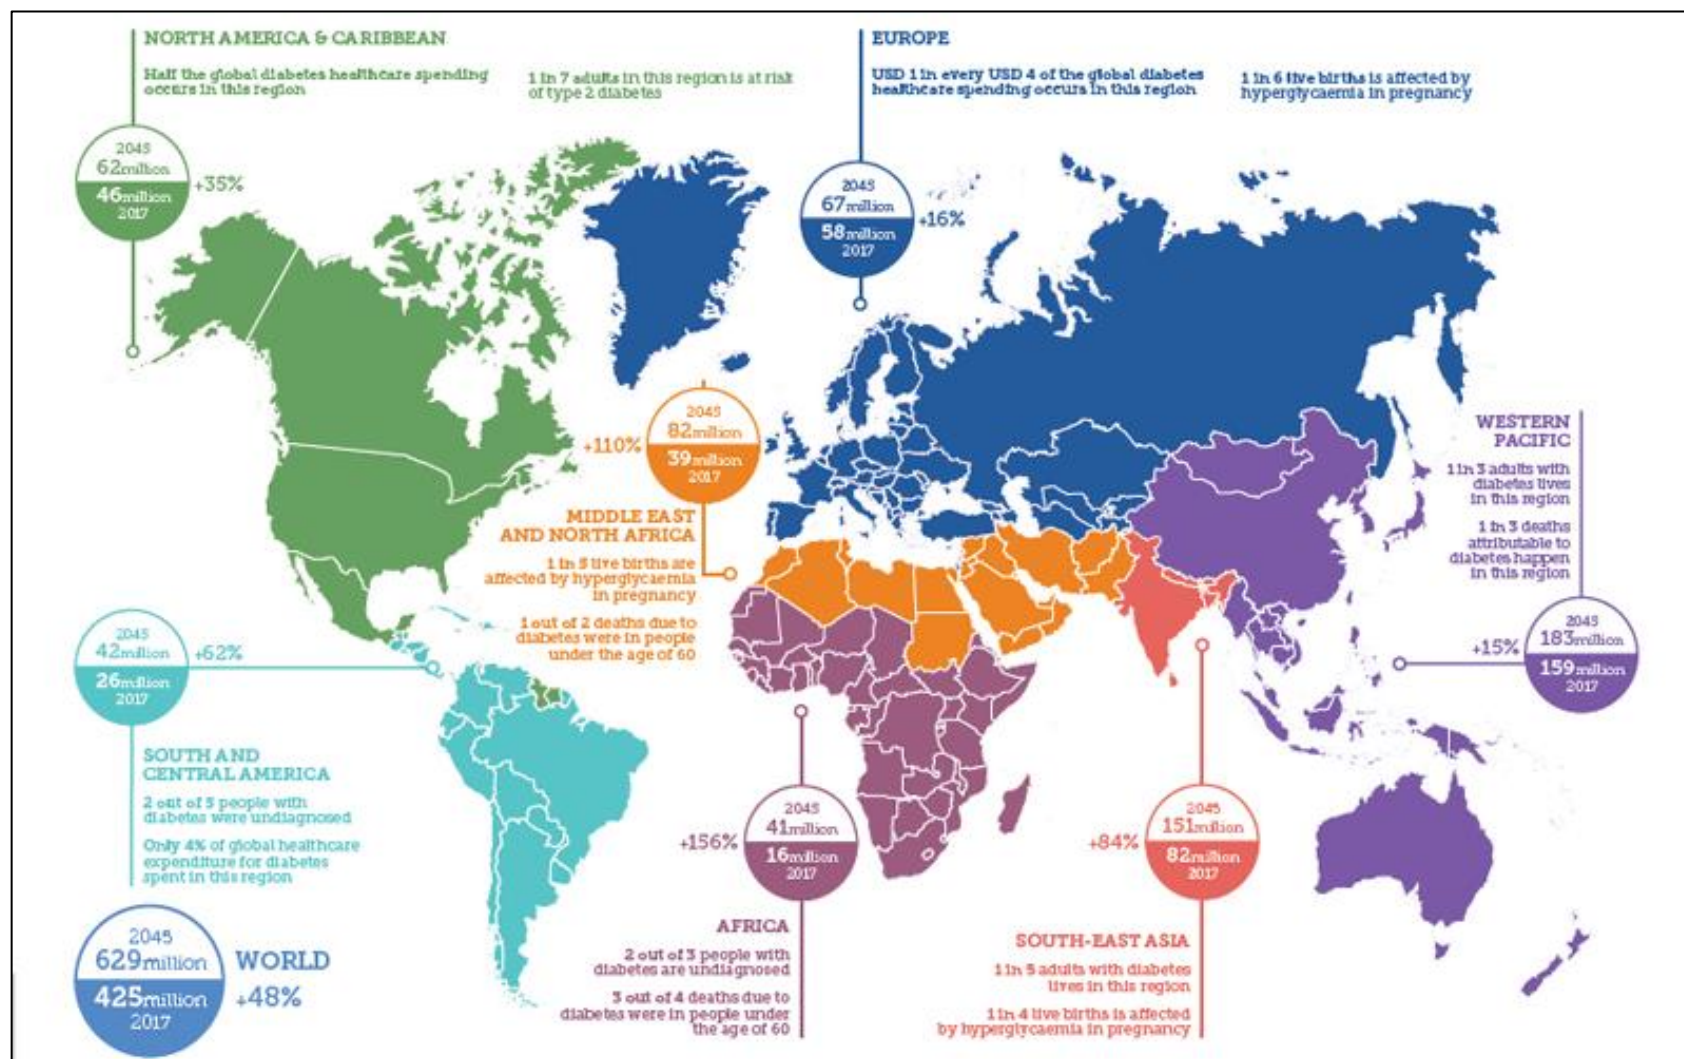 NORTH AMERICA & CARIBBEAN
Half the global diabetes healthcare spending
occurs in this region
1 in 7 adults in this region is at risk
of type 2 diabetes
2045
62million
46million
2017
+35%
EUROPE
USD 1 in every USD 4 of the global diabetes
healthcare spending occurs in this region
1 in 6 live births is affected by
hyperglycaemia in pregnancy
2045
67million
58million
2017
+16%
2045
82million
39million
2017
+110%
MIDDLE EAST
AND NORTH AFRICA
1 in 5 live births are
affected by hyperglycaemia
in pregnancy
1 out of 2 deaths due to
diabetes were in people
under the age of 60
WESTERN
PACIFIC
1 in 3 adults with
diabetes lives
in this region
1 in 3 deaths
attributable to
diabetes happen
in this region
2045
183million
159million
2017
+15%
2045
42million
26million
2017
+62%
SOUTH AND
CENTRAL AMERICA
2 out of 5 people with
diabetes were undiagnosed
Only 4% of global healthcare
expenditure for diabetes
spent in this region
2045
41million
16million
2017
+156%
AFRICA
2 out of 3 people with
diabetes are undiagnosed
3 out of 4 deaths due to
diabetes were in people under
the age of 60
2045
151million
82million
2017
+84%
SOUTH-EAST ASIA
1 in 5 adults with diabetes
lives in this region
1 in 4 live births is affected
by hyperglycaemia in pregnancy
2045
629million
425million
2017
WORLD
+48%